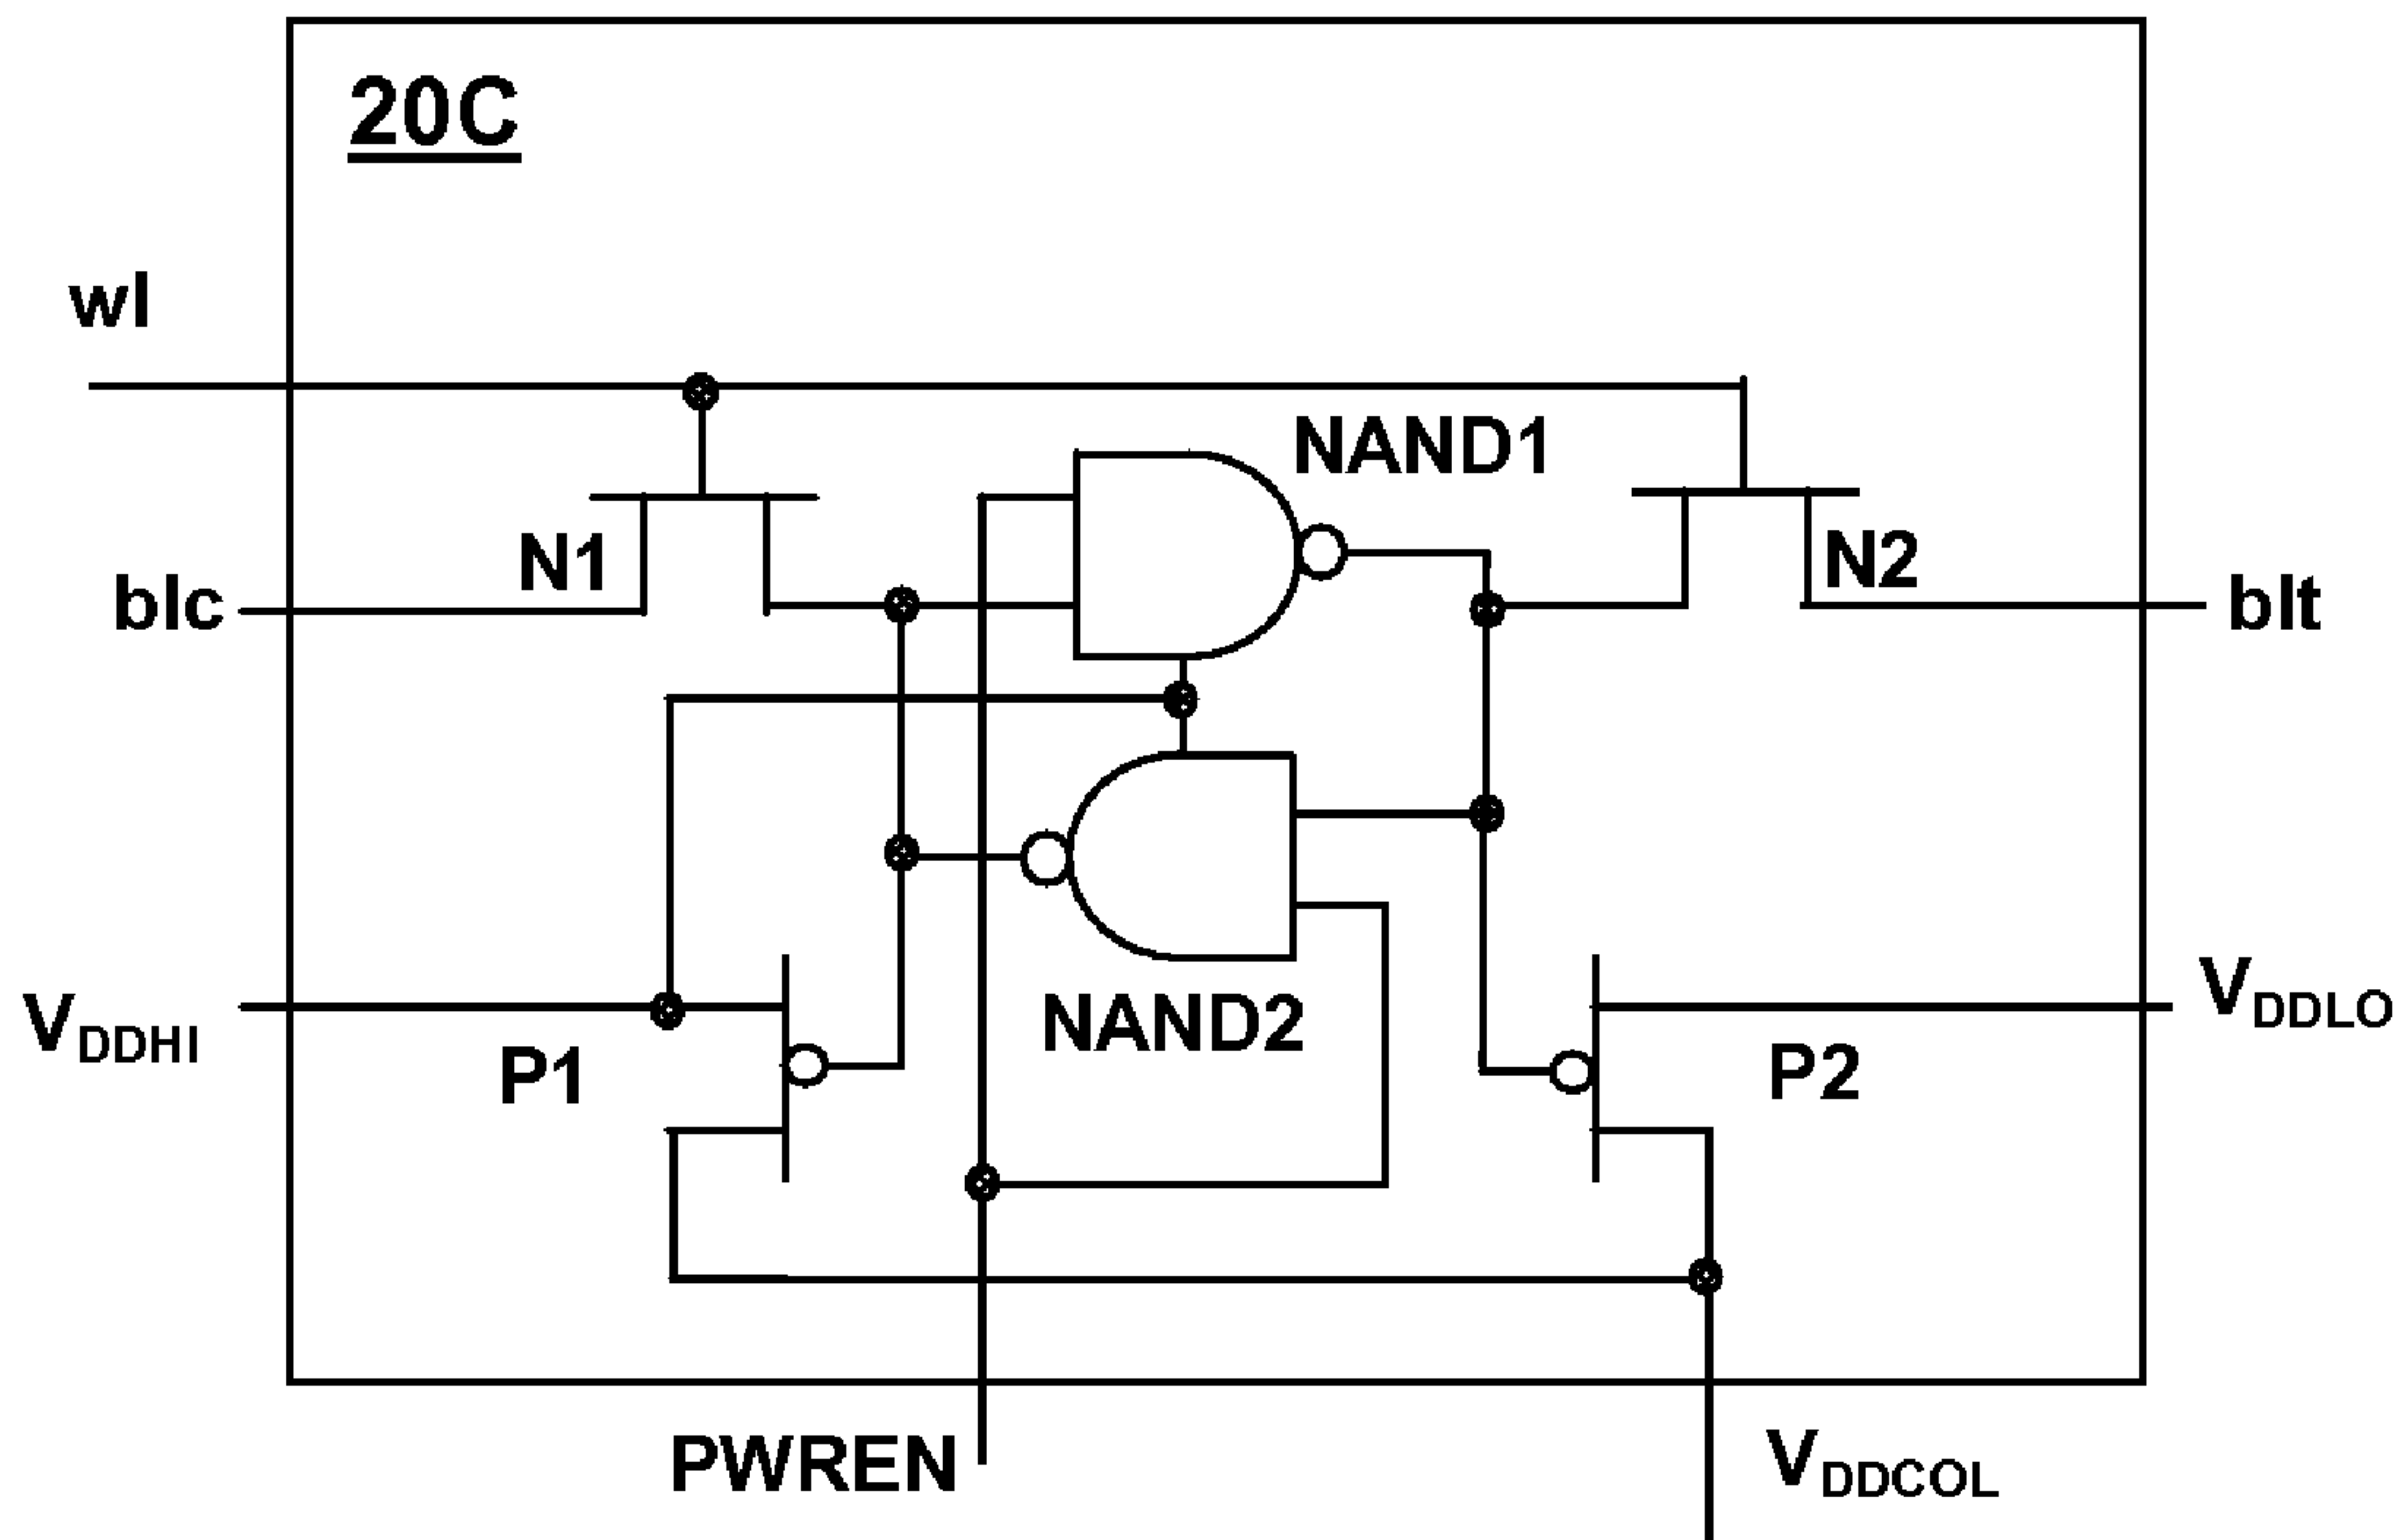 20C
wl
NAND1
N1
N2
blc
blt
VDDHI
VDDLO
NAND2
P1
P2
PWREN
VDDCOL